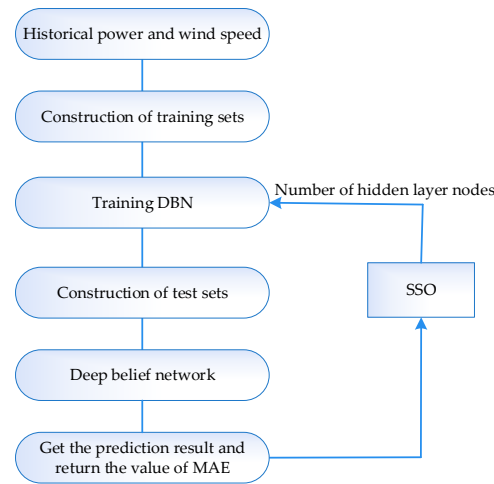 Historical power and wind speed
Construction of training sets
Training DBN
Number of hidden layer nodes
Construction of test sets
SSO
Deep belief network
Get the prediction result and
return the value of MAE